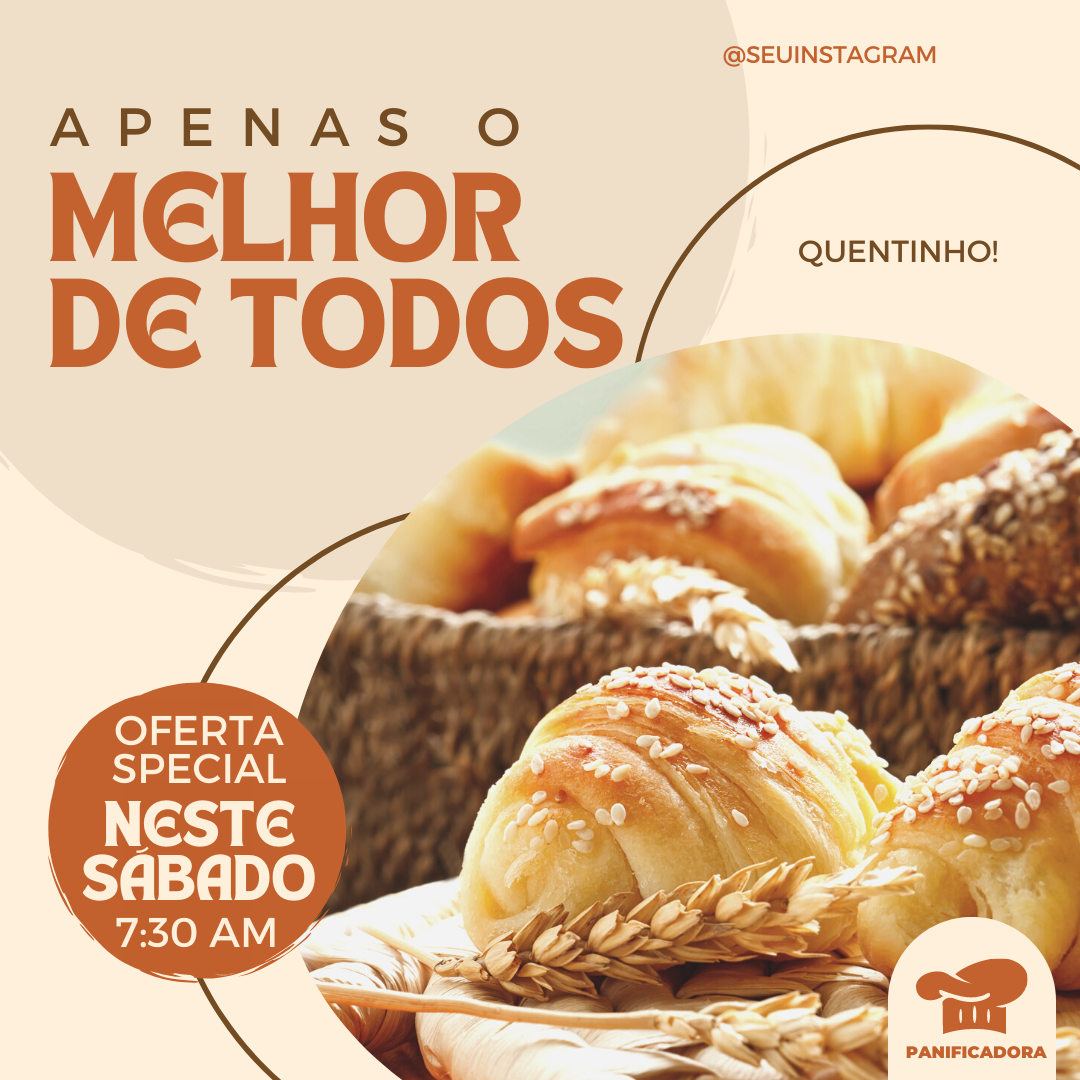 @SEUINSTAGRAM
APENAS O
MELHOR
DE TODOS
QUENTINHO!
OFERTA
SPECIAL
NESTE
SÁBADO
7:30 AM
PANIFICADORA